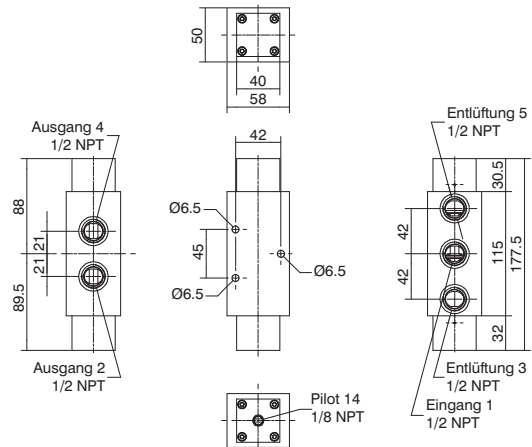 50
40
58
Ausgang 4
1/2 NPT
88
21
21
89.5
Ausgang 2
1/2 NPT
42
Ø6.5
45
Ø6.5
Ø6.5
Entlüftung 5
1/2 NPT
30.5
42
42
115
177.5
32
Entlüftung 3
1/2 NPT
Eingang 1
1/2 NPT
Pilot 14
1/8 NPT